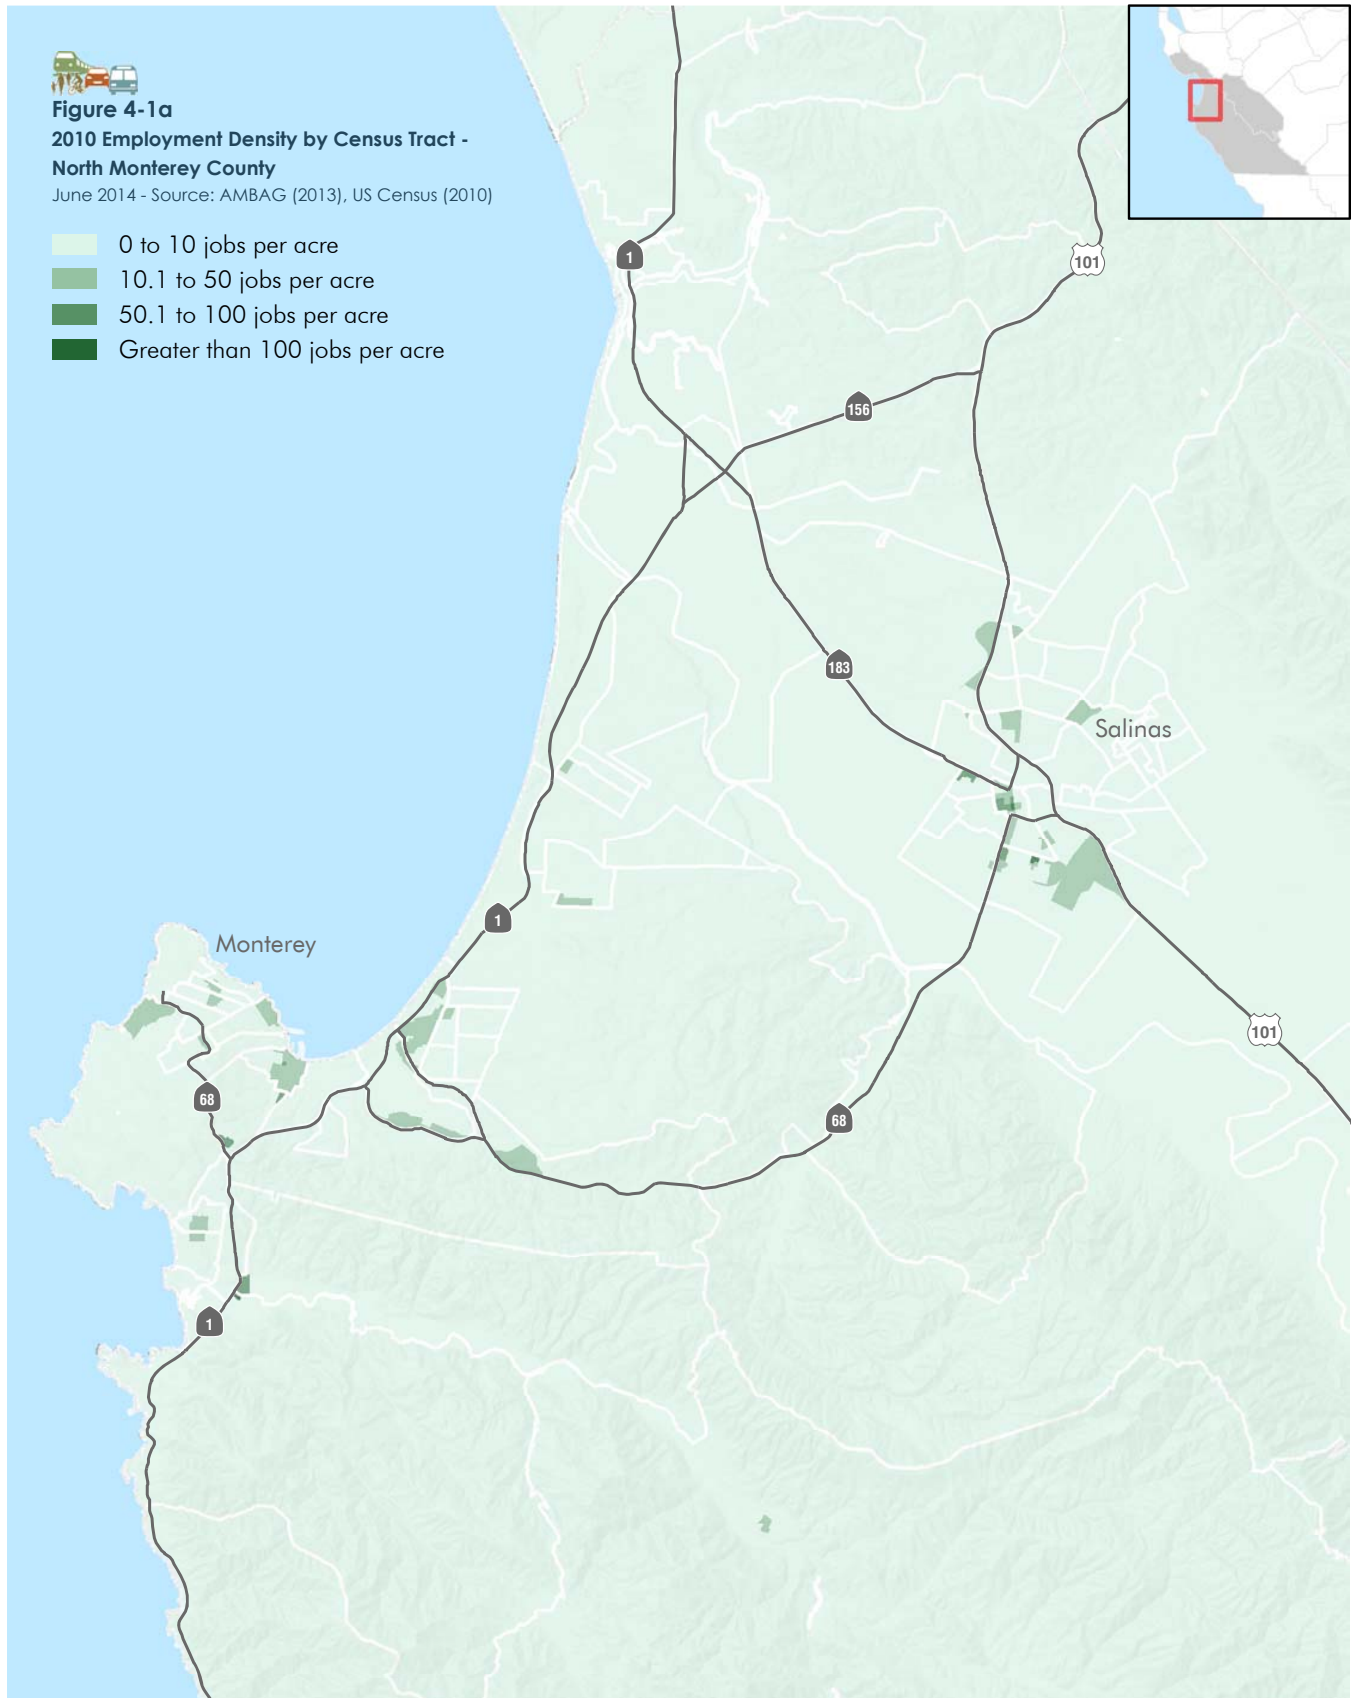 Figure 4-1a
2010 Employment Density by Census Tract -
North Monterey County
June 2014 - Source: AMBAG (2013), US Census (2010)
0 to 10 jobs per acre
10.1 to 50 jobs per acre
50.1 to 100 jobs per acre
Greater than 100 jobs per acre
1
101
156
183
Salinas
1
Monterey
101
68
68
1